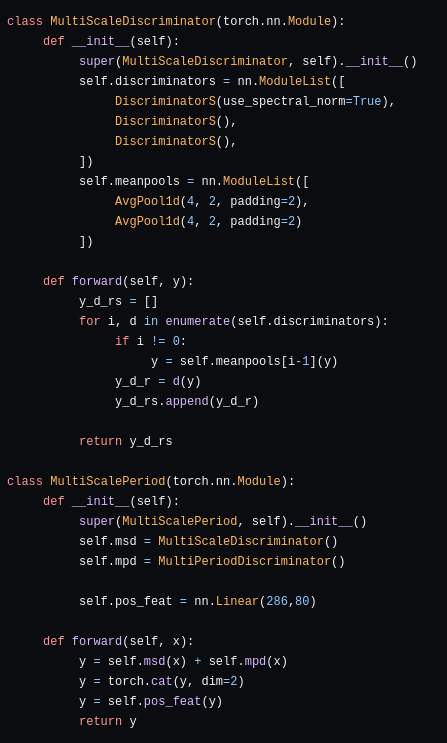 class MultiScaleDiscriminator(torch.nn.Module):
    def __init__(self):
        super(MultiScaleDiscriminator, self).__init__()
        self.discriminators = nn.ModuleList([
            DiscriminatorS(use_spectral_norm=True),
            DiscriminatorS(),
            DiscriminatorS(),
        ])
        self.meanpools = nn.ModuleList([
            AvgPool1d(4, 2, padding=2),
            AvgPool1d(4, 2, padding=2)
        ])

    def forward(self, y):
        y_d_rs = []
        for i, d in enumerate(self.discriminators):
            if i != 0:
                y = self.meanpools[i-1](y)
            y_d_r = d(y)
            y_d_rs.append(y_d_r)

        return y_d_rs

class MultiScalePeriod(torch.nn.Module):
    def __init__(self):
        super(MultiScalePeriod, self).__init__()
        self.msd = MultiScaleDiscriminator()
        self.mpd = MultiPeriodDiscriminator()

        self.pos_feat = nn.Linear(286,80)

    def forward(self, x):
        y = self.msd(x) + self.mpd(x)
        y = torch.cat(y, dim=2)
        y = self.pos_feat(y)
        return y